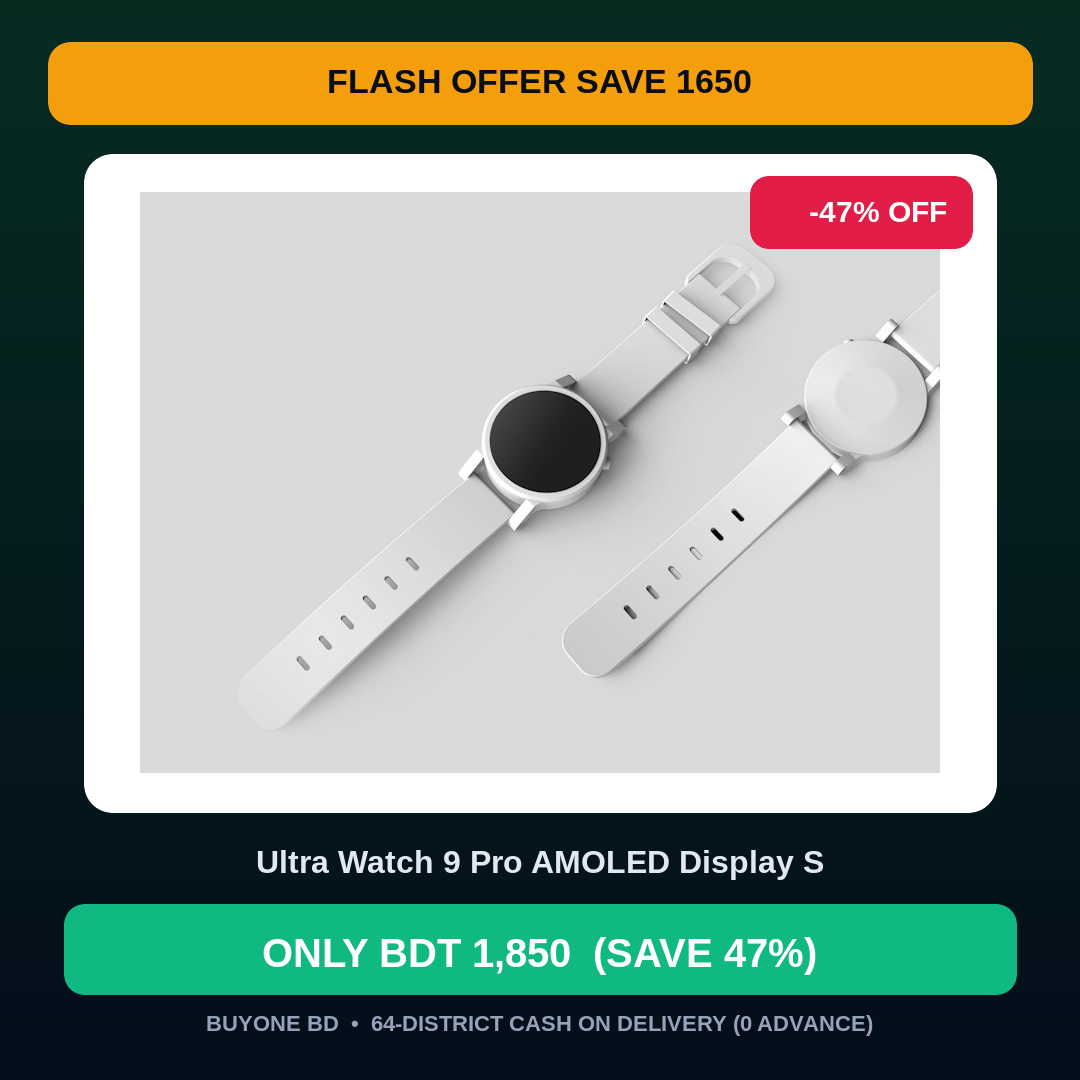 FLASH OFFER SAVE 1650
-47% OFF
Ultra Watch 9 Pro AMOLED Display S
ONLY BDT 1,850  (SAVE 47%)
BUYONE BD • 64-DISTRICT CASH ON DELIVERY (0 ADVANCE)